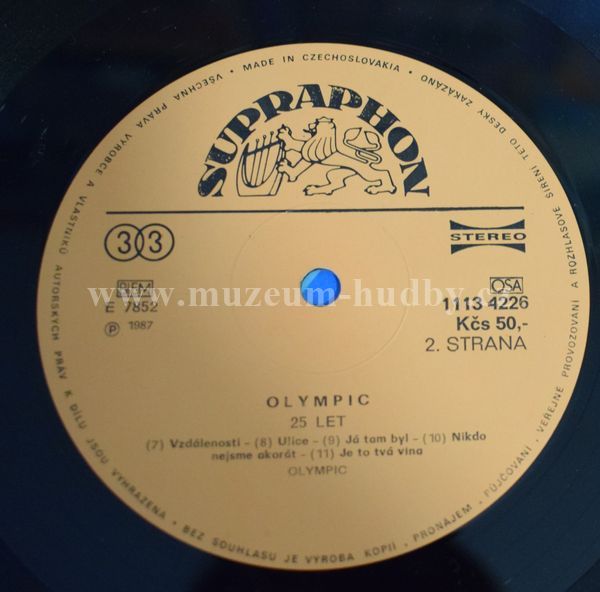 VŠECHNA PRÁVA VÝROBCE A VLASTNÍKŮ AUTORSKÝCH PRÁV K DÍLU JSOU VYHRAZENA • BEZ SOUHLASU JE VÝROBA KOPIÍ, PRONÁJEM, PŮJČOVÁNÍ, VEŘEJNÉ PROVOZOVÁNÍ A ROZHLASOVÉ ŠÍŘENÍ TÉTO DESKY ZAKÁZÁNO • MADE IN CZECHOSLOVAKIA •
SUPRAPHON
33
STEREO
BIEM
OSA
www.muzeum-hudby.cz
E 7852
1113 4226
Ⓟ 1987
Kčs 50,-
2. STRANA
OLYMPIC
25 LET
(7) Vzdálenosti – (8) Ulice – (9) Já tam byl – (10) Nikdo
nejsme akorát – (11) Je to tvá vina
OLYMPIC